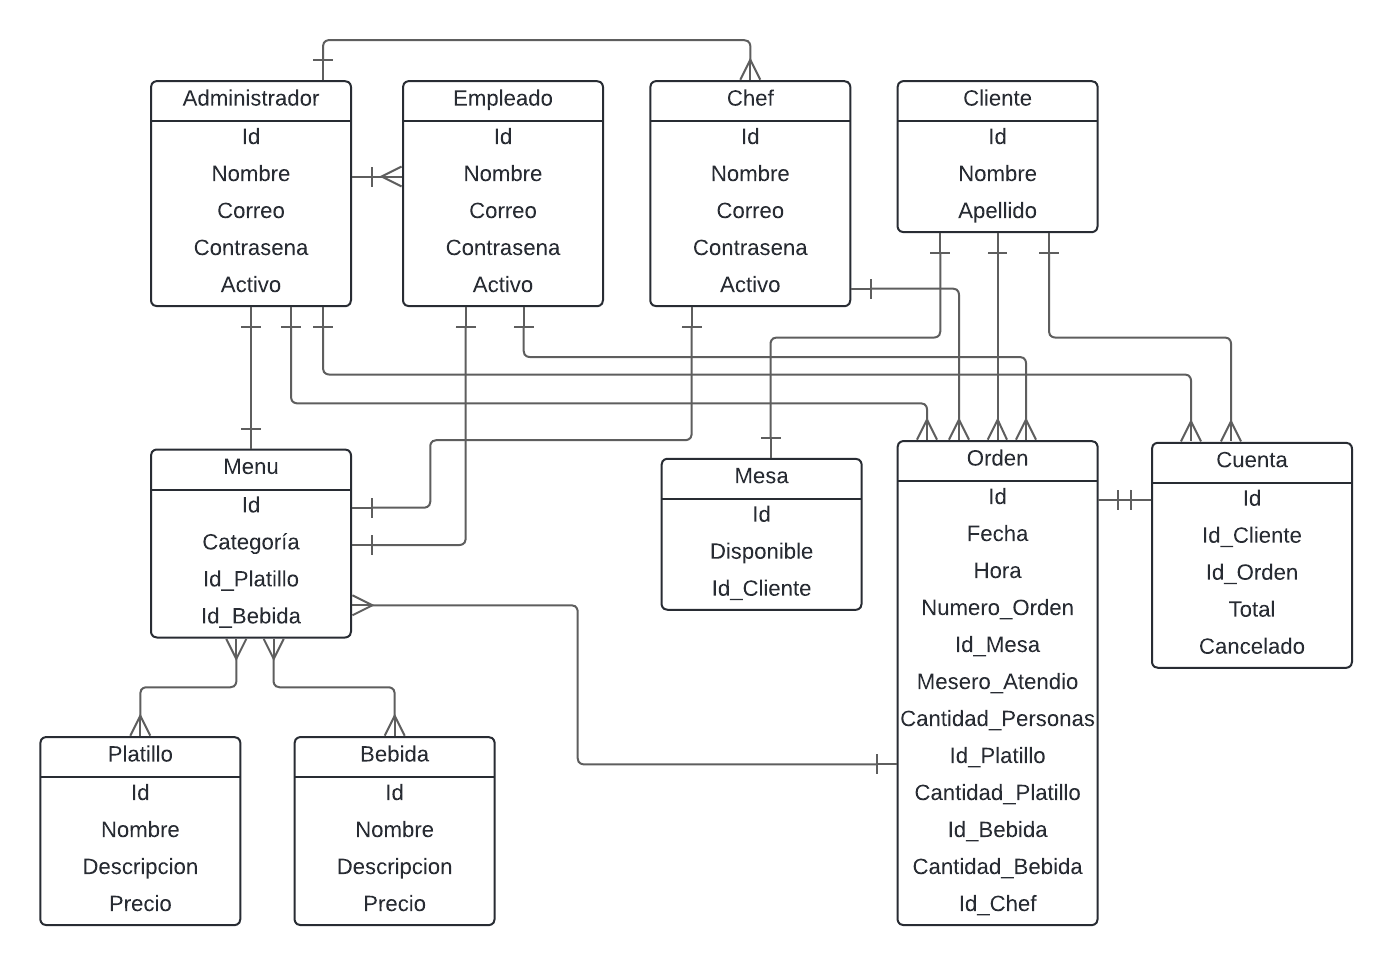 Administrador
Id
Nombre
Correo
Contrasena
Activo
Empleado
Id
Nombre
Correo
Contrasena
Activo
Chef
Id
Nombre
Correo
Contrasena
Activo
Cliente
Id
Nombre
Apellido
Menu
Id
Categoría
Id_Platillo
Id_Bebida
Mesa
Id
Disponible
Id_Cliente
Orden
Id
Fecha
Hora
Numero_Orden
Id_Mesa
Mesero_Atendio
Cantidad_Personas
Id_Platillo
Cantidad_Platillo
Id_Bebida
Cantidad_Bebida
Id_Chef
Cuenta
Id
Id_Cliente
Id_Orden
Total
Cancelado
Platillo
Id
Nombre
Descripcion
Precio
Bebida
Id
Nombre
Descripcion
Precio